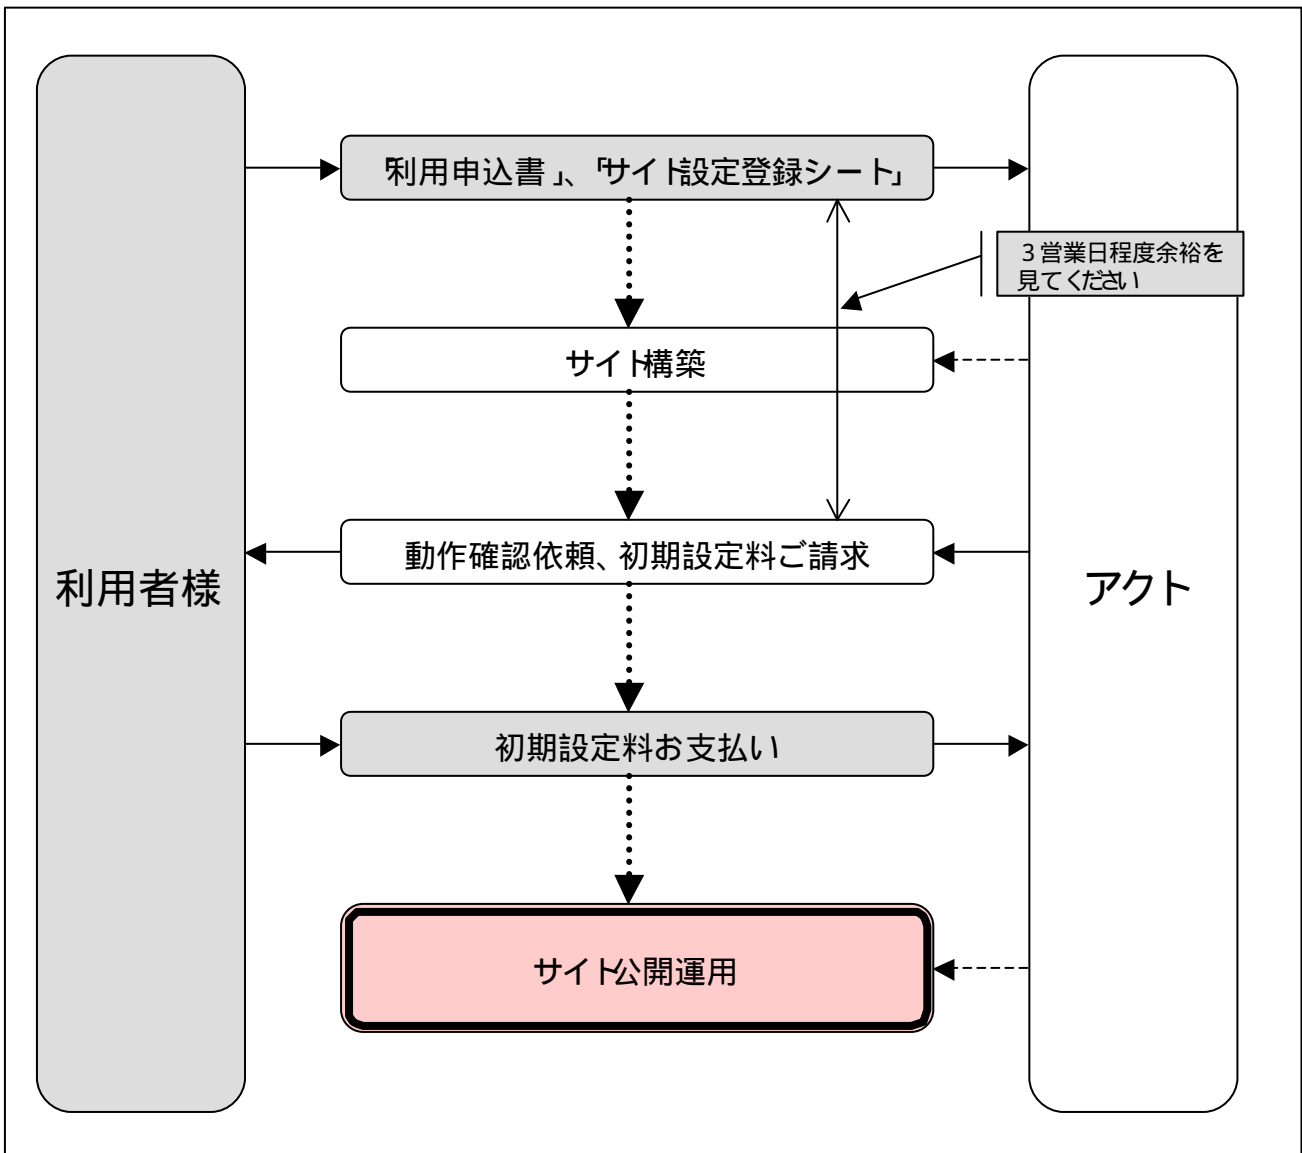 「利用申込書」、「サイト設定登録シート」
3営業日程度余裕を
見てください
サイト構築
動作確認依頼、初期設定料ご請求
利用者様
アクト
初期設定料お支払い
サイト公開運用